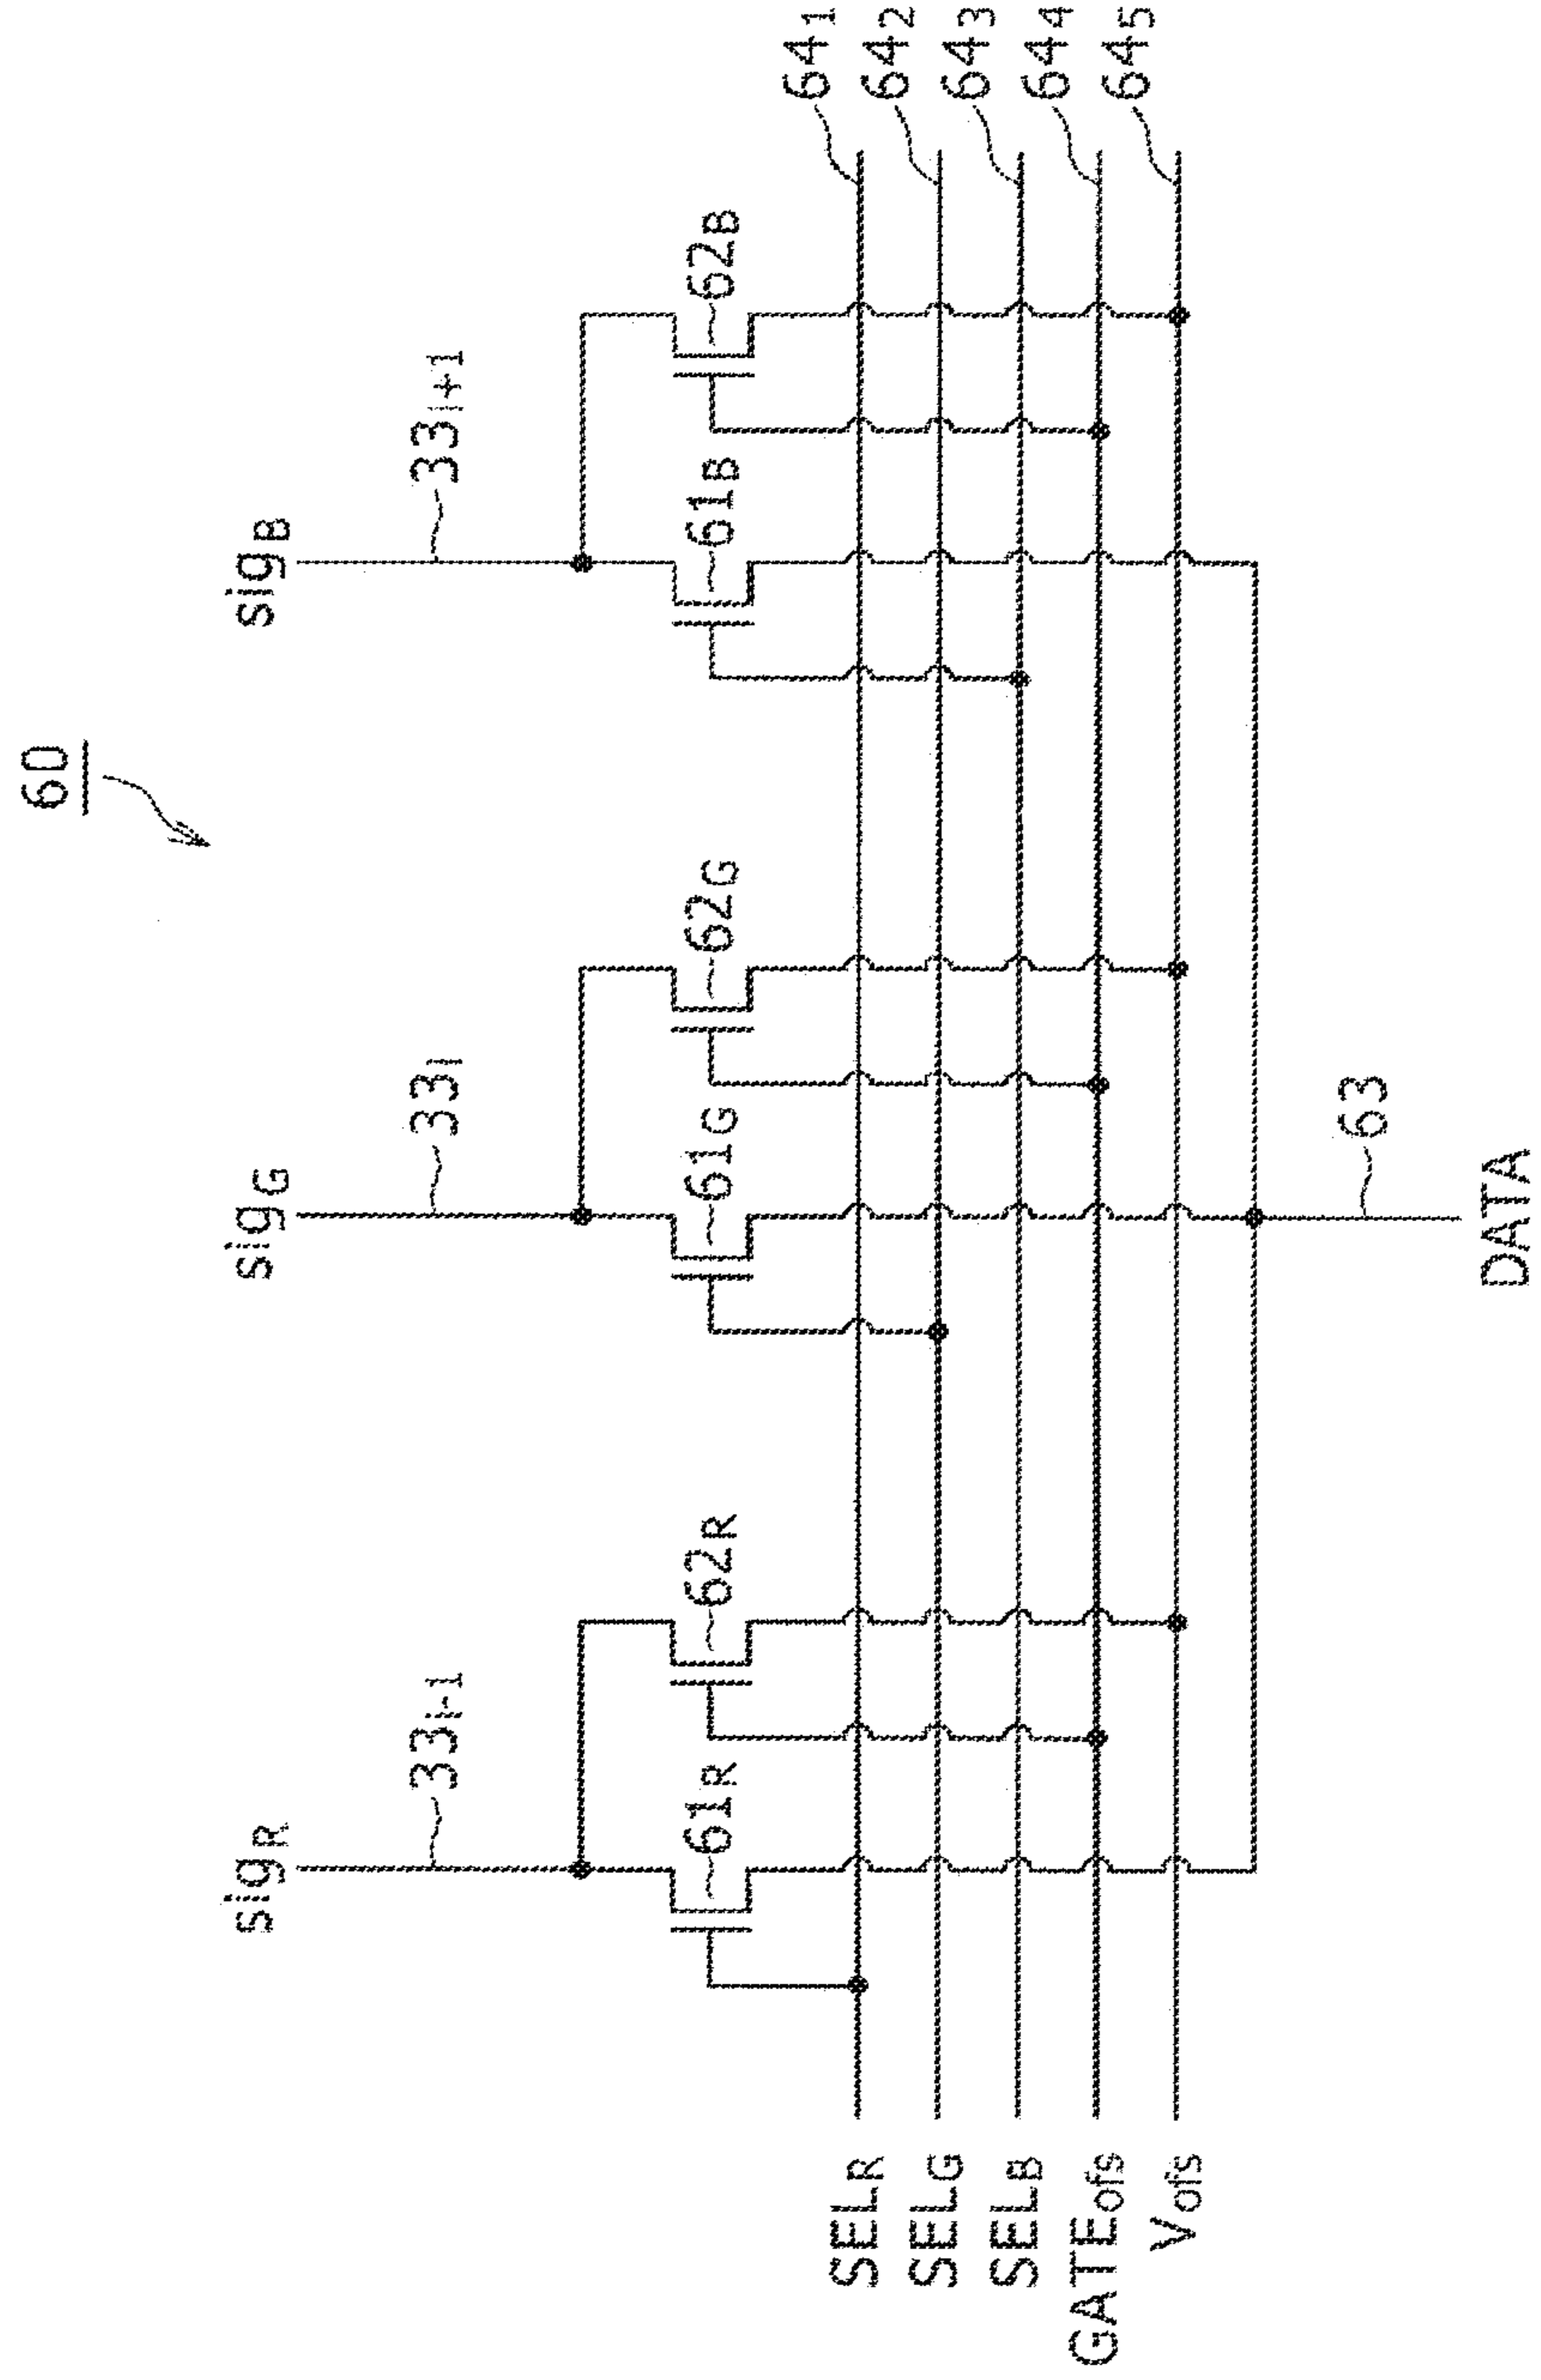 60
sigR
sigG
sigB
33i-1
33i
33i+1
61R
62R
61G
62G
61B
62B
SELR
641
SELG
642
SELB
643
GATEofs
644
Vofs
645
63
DATA